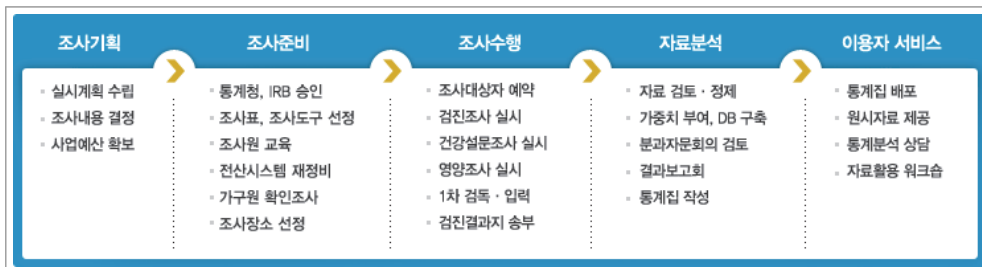 조사기획
실시계획 수립
조사내용 결정
사업예산 확보
조사준비
통계청, IRB 승인
조사표, 조사도구 선정
조사원 교육
전산시스템 재정비
가구원 확인조사
조사장소 선정
조사수행
조사대상자 예약
검진조사 실시
건강설문조사 실시
영양조사 실시
1차 검독 · 입력
검진결과지 송부
자료분석
자료 검토 · 정제
가중치 부여, DB 구축
분과자문회의 검토
결과보고회
통계집 작성
이용자 서비스
통계집 배포
원시자료 제공
통계분석 상담
자료활용 워크숍